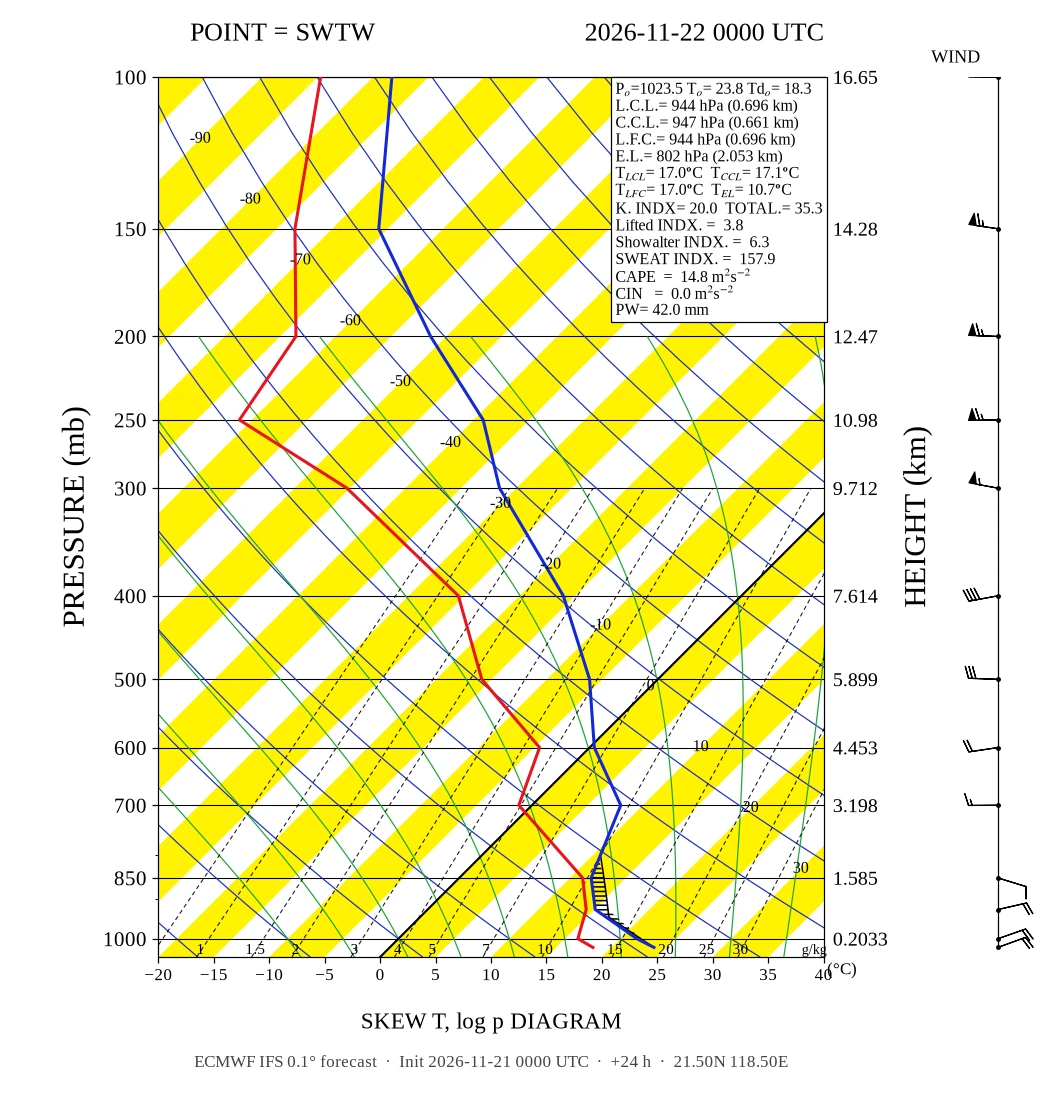 POINT = SWTW 2026-11-22 0000 UTC
WIND
100 16.65
Pₒ=1023.5 Tₒ= 23.8 Tdₒ= 18.3
L.C.L.= 944 hPa (0.696 km)
C.C.L.= 947 hPa (0.661 km)
L.F.C.= 944 hPa (0.696 km)
E.L.= 802 hPa (2.053 km)
T_LCL= 17.0°C T_CCL= 17.1°C
T_LFC= 17.0°C T_EL= 10.7°C
K. INDX= 20.0 TOTAL.= 35.3
Lifted INDX. = 3.8
Showalter INDX. = 6.3
SWEAT INDX. = 157.9
CAPE = 14.8 m²s⁻²
CIN = 0.0 m²s⁻²
PW= 42.0 mm
-90
-80
150 14.28
-70
-60
200 12.47
-50
250 10.98
-40
300 9.712
-30
PRESSURE (mb)
HEIGHT (km)
-20
400 7.614
-10
500 5.899
0
10
600 4.453
20
700 3.198
30
850 1.585
1000 0.2033
1 1.5 2 3 4 5 7 10 15 20 25 30 g/kg
−20 −15 −10 −5 0 5 10 15 20 25 30 35 40 (°C)
SKEW T, log p DIAGRAM
ECMWF IFS 0.1° forecast · Init 2026-11-21 0000 UTC · +24 h · 21.50N 118.50E